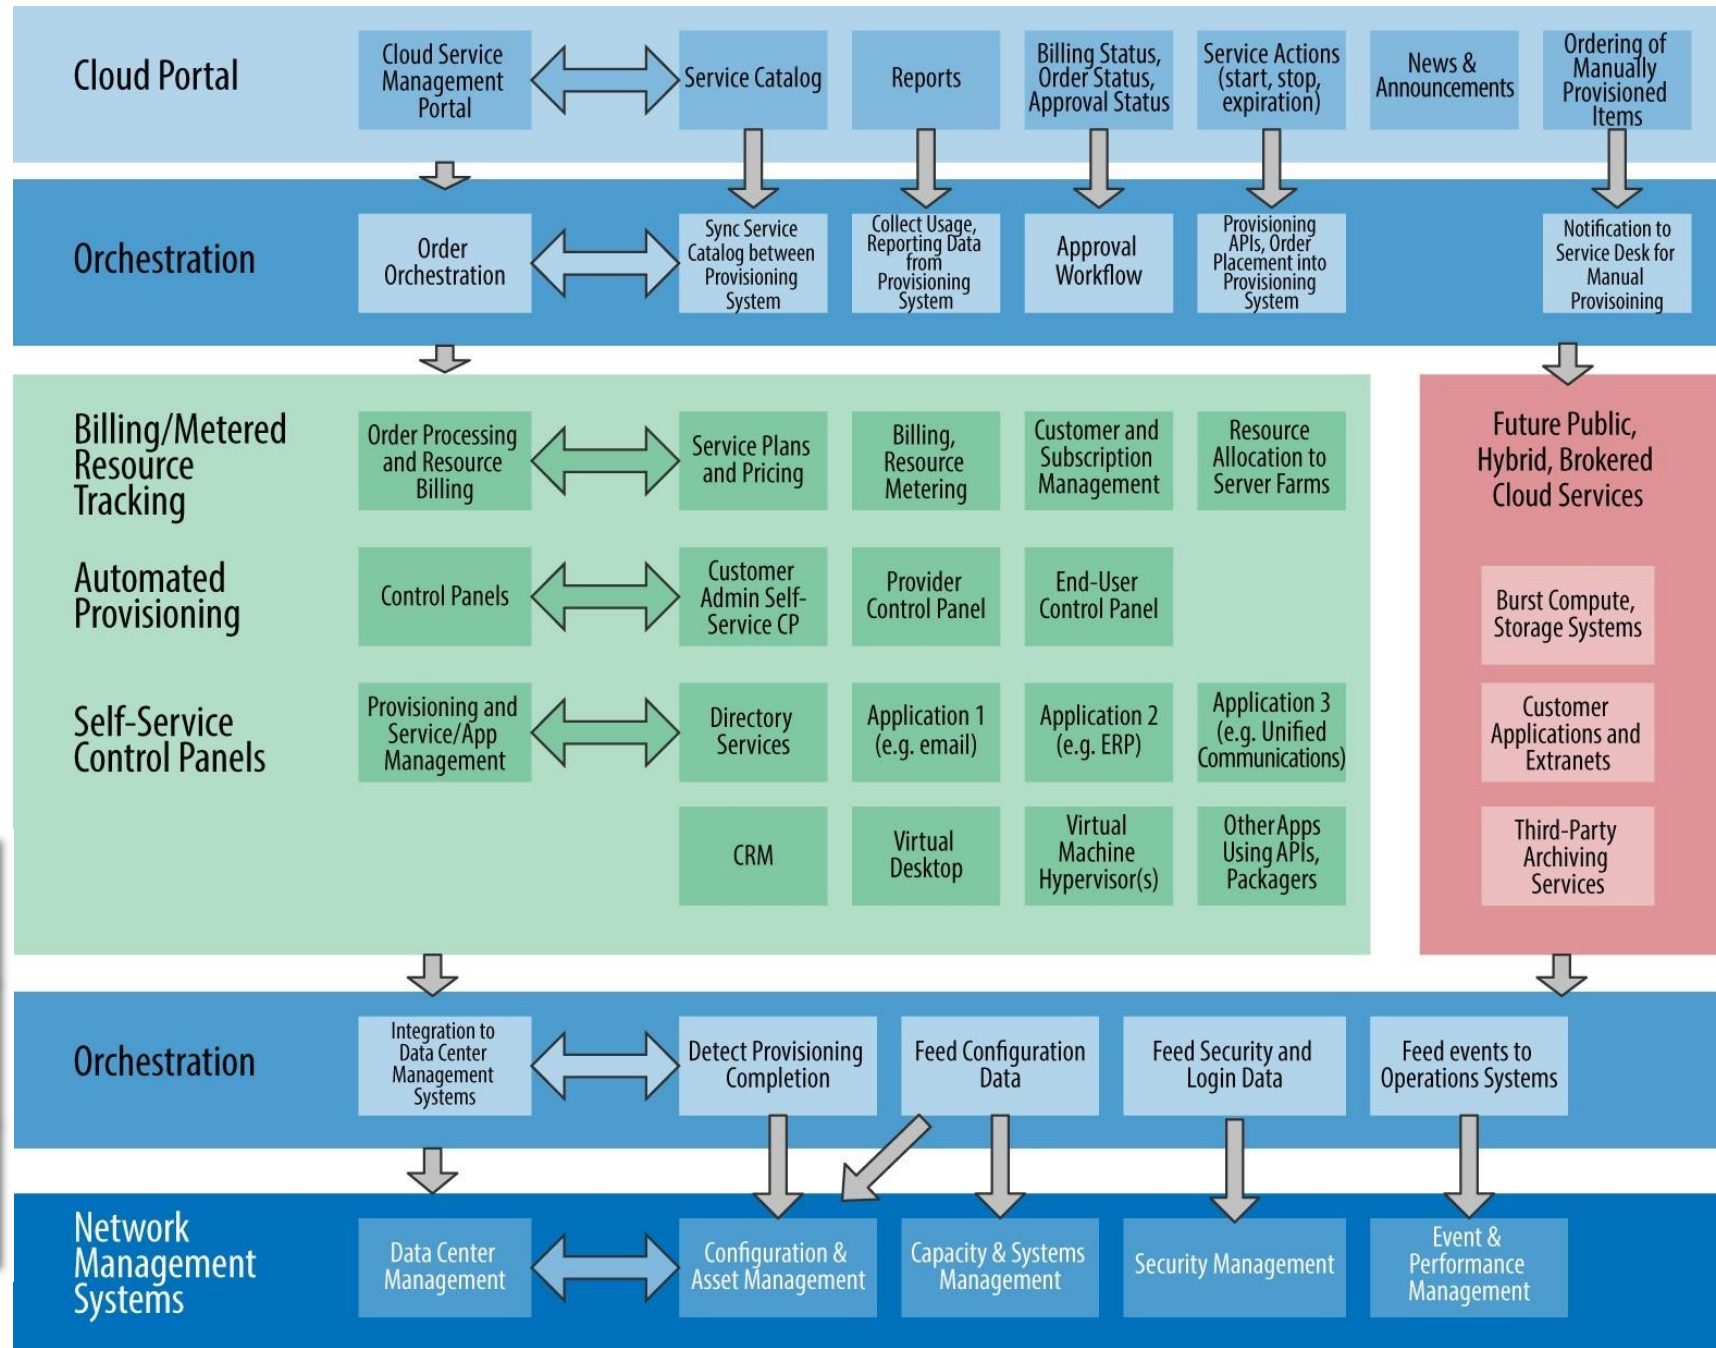 Cloud Portal
Cloud Service
Management
Portal
Service Catalog
Reports
Billing Status,
Order Status,
Approval Status
Service Actions
(start, stop,
expiration)
News &
Announcements
Ordering of
Manually
Provisioned
Items
Orchestration
Order
Orchestration
Sync Service
Catalog between
Provisioning
System
Collect Usage,
Reporting Data
from
Provisioning
System
Approval
Workflow
Provisioning
APIs, Order
Placement into
Provisioning
System
Notification to
Service Desk for
Manual
Provisoining
Billing/Metered
Resource
Tracking
Order Processing
and Resource
Billing
Service Plans
and Pricing
Billing,
Resource
Metering
Customer and
Subscription
Management
Resource
Allocation to
Server Farms
Future Public,
Hybrid, Brokered
Cloud Services
Automated
Provisioning
Control Panels
Customer
Admin Self-
Service CP
Provider
Control Panel
End-User
Control Panel
Burst Compute,
Storage Systems
Self-Service
Control Panels
Provisioning and
Service/App
Management
Directory
Services
Application 1
(e.g. email)
Application 2
(e.g. ERP)
Application 3
(e.g. Unified
Communications)
Customer
Applications and
Extranets
CRM
Virtual
Desktop
Virtual
Machine
Hypervisor(s)
Other Apps
Using APIs,
Packagers
Third-Party
Archiving
Services
Orchestration
Integration to
Data Center
Management
Systems
Detect Provisioning
Completion
Feed Configuration
Data
Feed Security and
Login Data
Feed events to
Operations Systems
Network
Management
Systems
Data Center
Management
Configuration &
Asset Management
Capacity & Systems
Management
Security Management
Event &
Performance
Management